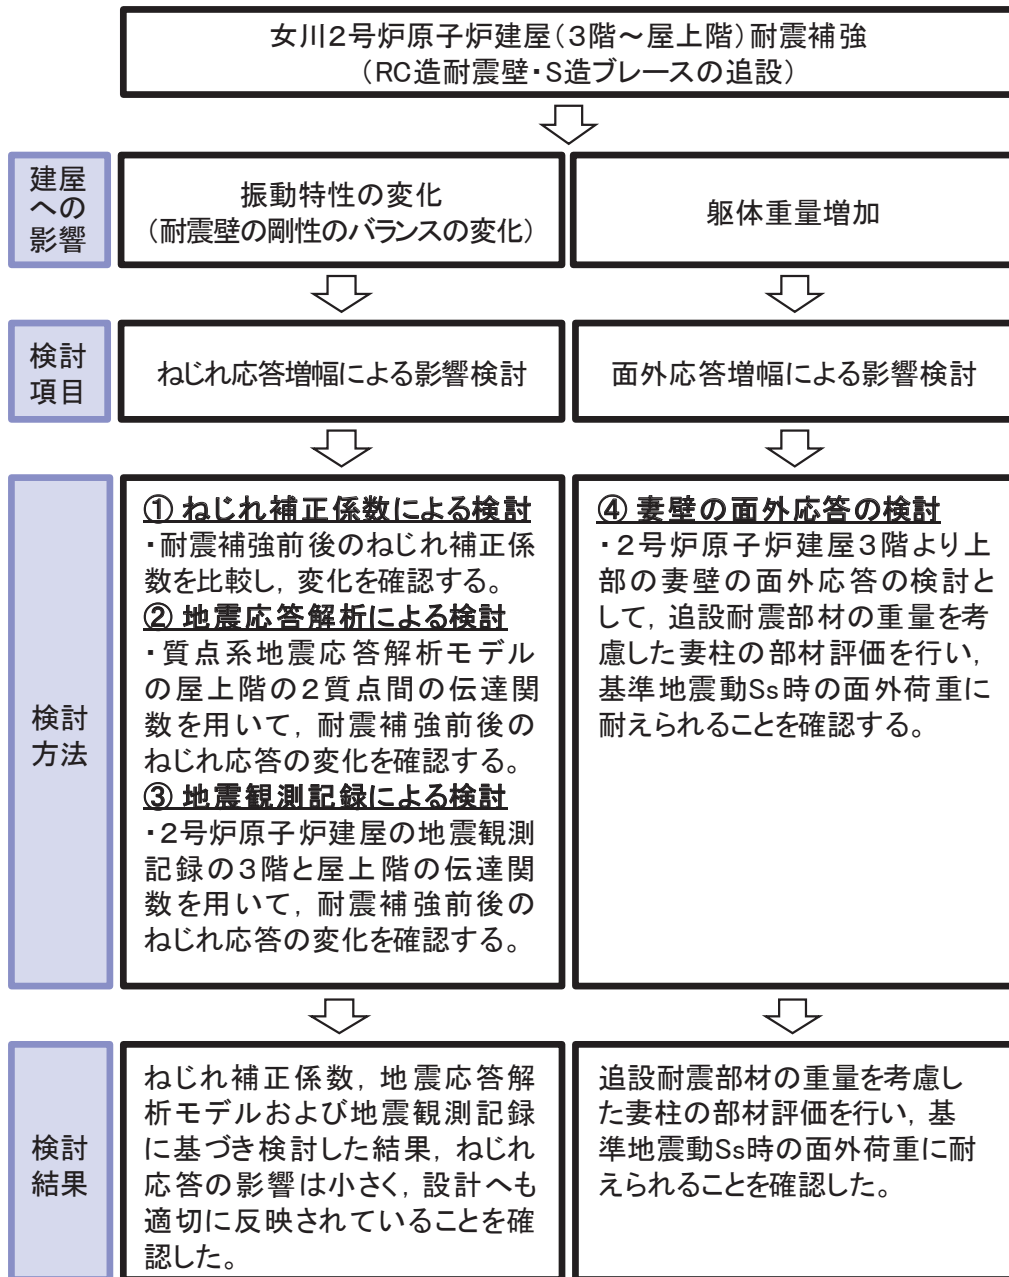 女川2号炉原子炉建屋(3階～屋上階)耐震補強
(RC造耐震壁・S造ブレースの追設)
建屋
への
影響
振動特性の変化
(耐震壁の剛性のバランスの変化)
躯体重量増加
検討
項目
ねじれ応答増幅による影響検討
面外応答増幅による影響検討
検討
方法
① ねじれ補正係数による検討
・耐震補強前後のねじれ補正係
数を比較し，変化を確認する。
② 地震応答解析による検討
・質点系地震応答解析モデル
の屋上階の2質点間の伝達関
数を用いて，耐震補強前後の
ねじれ応答の変化を確認する。
③ 地震観測記録による検討
・2号炉原子炉建屋の地震観測
記録の3階と屋上階の伝達関
数を用いて，耐震補強前後の
ねじれ応答の変化を確認する。
④ 妻壁の面外応答の検討
・2号炉原子炉建屋3階より上
部の妻壁の面外応答の検討と
して，追設耐震部材の重量を考
慮した妻柱の部材評価を行い，
基準地震動Ss時の面外荷重に
耐えられることを確認する。
検討
結果
ねじれ補正係数，地震応答解
析モデルおよび地震観測記録
に基づき検討した結果，ねじれ
応答の影響は小さく，設計へも
適切に反映されていることを確
認した。
追設耐震部材の重量を考慮し
た妻柱の部材評価を行い，基
準地震動Ss時の面外荷重に耐
えられることを確認した。